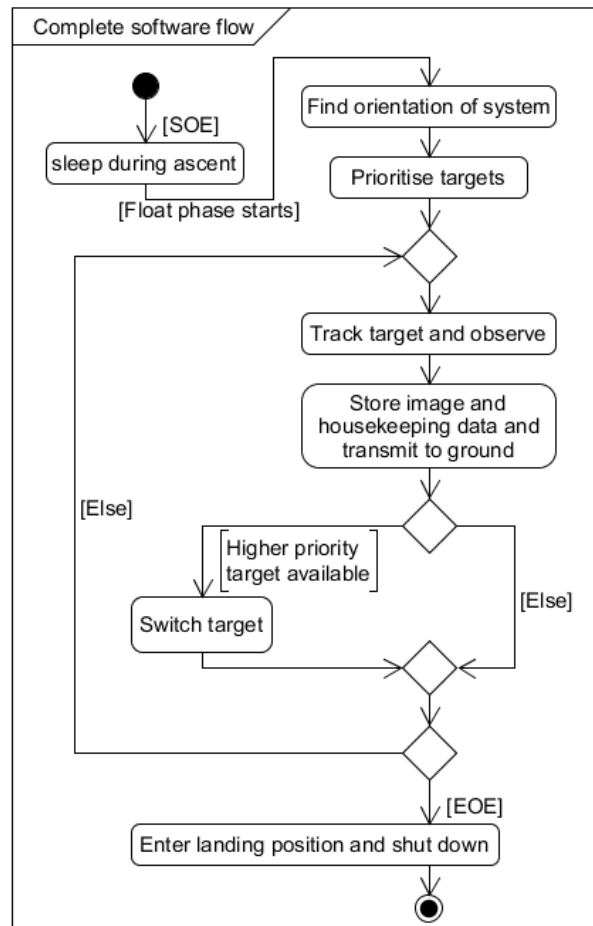 Complete software flow
[SOE]
sleep during ascent
[Float phase starts]
Find orientation of system
Prioritise targets
Track target and observe
Store image and
housekeeping data and
transmit to ground
[Else]
Higher priority
target available
[Else]
Switch target
[EOE]
Enter landing position and shut down